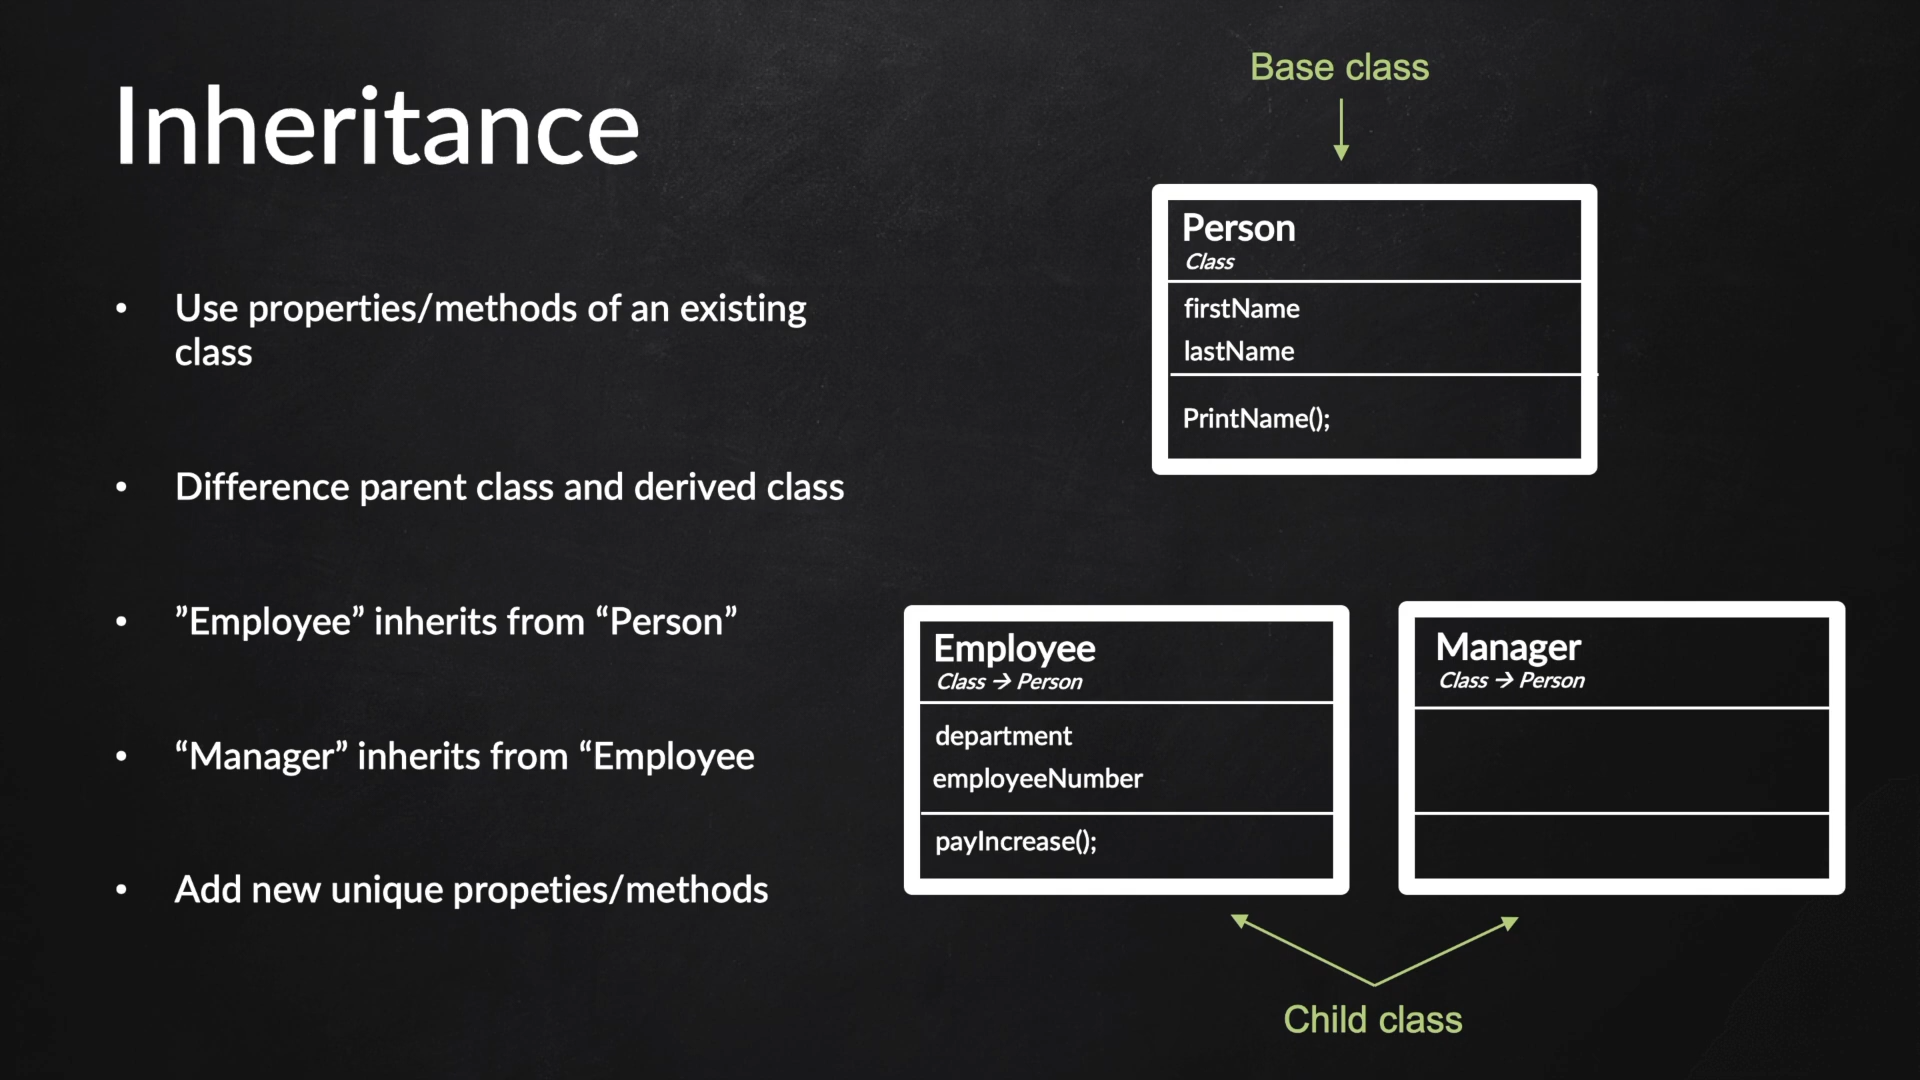 Inheritance
• Use properties/methods of an existing
class
• Difference parent class and derived class
• ”Employee” inherits from “Person”
• “Manager” inherits from “Employee
• Add new unique propeties/methods
Base class
Person
Class
firstName
lastName
PrintName();
Employee
Class → Person
department
employeeNumber
payIncrease();
Manager
Class → Person
Child class